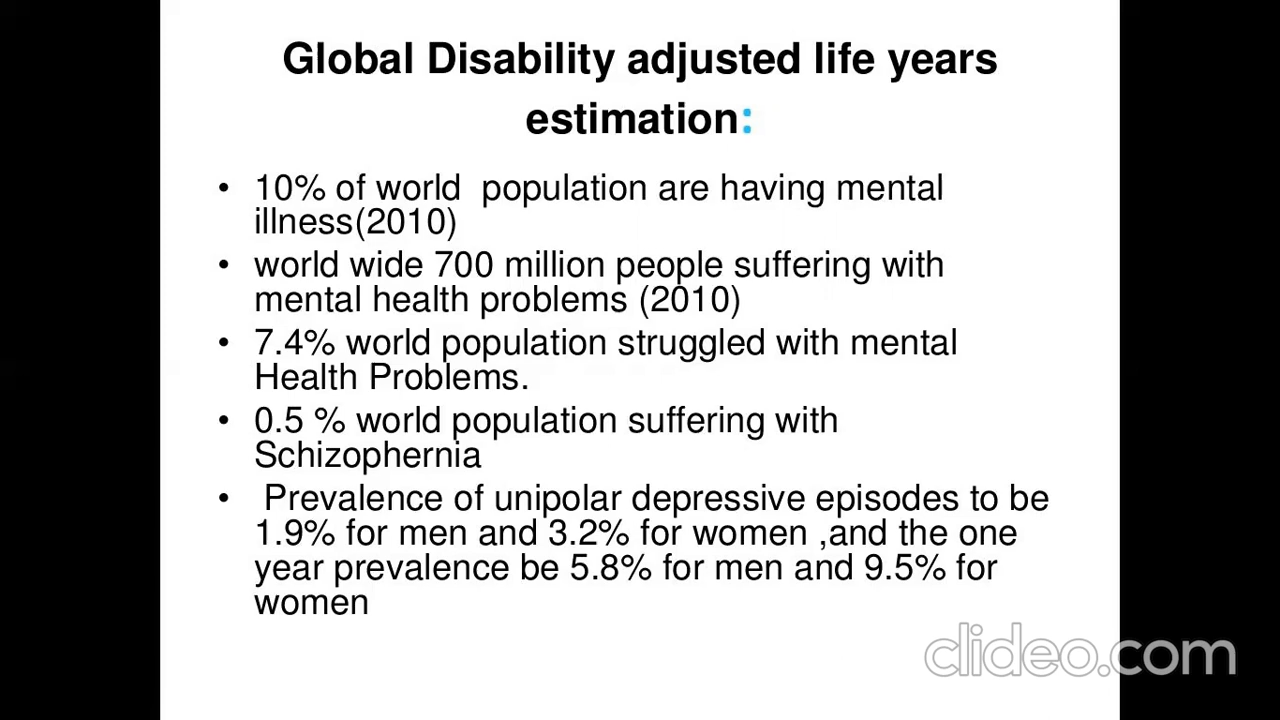 Global Disability adjusted life years
estimation:
• 10% of world  population are having mental
illness(2010)
• world wide 700 million people suffering with
mental health problems (2010)
• 7.4% world population struggled with mental
Health Problems.
• 0.5 % world population suffering with
Schizophernia
•  Prevalence of unipolar depressive episodes to be
1.9% for men and 3.2% for women ,and the one
year prevalence be 5.8% for men and 9.5% for
women
clideo.com